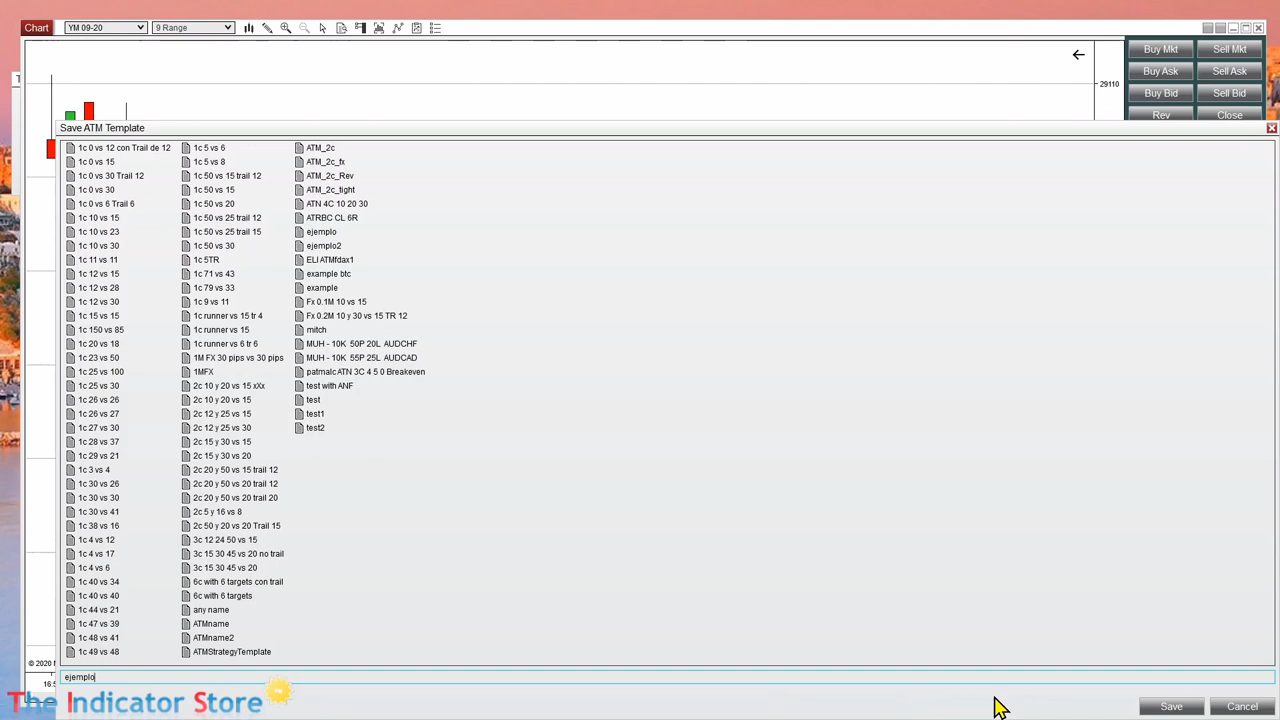 Chart YM 09-20 9 Range
Buy Mkt Sell Mkt
Buy Ask Sell Ask
29110
Buy Bid Sell Bid
Rev Close
Save ATM Template
1c 0 vs 12 con Trail de 12
1c 0 vs 15
1c 0 vs 30 Trail 12
1c 0 vs 30
1c 0 vs 6 Trail 6
1c 10 vs 15
1c 10 vs 23
1c 10 vs 30
1c 11 vs 11
1c 12 vs 15
1c 12 vs 28
1c 12 vs 30
1c 15 vs 15
1c 150 vs 85
1c 20 vs 18
1c 23 vs 50
1c 25 vs 100
1c 25 vs 30
1c 26 vs 26
1c 26 vs 27
1c 27 vs 30
1c 28 vs 37
1c 29 vs 21
1c 3 vs 4
1c 30 vs 26
1c 30 vs 30
1c 30 vs 41
1c 38 vs 16
1c 4 vs 12
1c 4 vs 17
1c 4 vs 6
1c 40 vs 34
1c 40 vs 40
1c 44 vs 21
1c 47 vs 39
1c 48 vs 41
1c 49 vs 48
1c 5 vs 6
1c 5 vs 8
1c 50 vs 15 trail 12
1c 50 vs 15
1c 50 vs 20
1c 50 vs 25 trail 12
1c 50 vs 25 trail 15
1c 50 vs 30
1c 5TR
1c 71 vs 43
1c 79 vs 33
1c 9 vs 11
1c runner vs 15 tr 4
1c runner vs 15
1c runner vs 6 tr 6
1M FX 30 pips vs 30 pips
1MFX
2c 10 y 20 vs 15 xXx
2c 10 y 20 vs 15
2c 12 y 25 vs 15
2c 12 y 25 vs 30
2c 15 y 30 vs 15
2c 15 y 30 vs 20
2c 20 y 50 vs 15 trail 12
2c 20 y 50 vs 20 trail 12
2c 20 y 50 vs 20 trail 20
2c 5 y 16 vs 8
2c 50 y 20 vs 20 Trail 15
3c 12 24 50 vs 15
3c 15 30 45 vs 20 no trail
3c 15 30 45 vs 20
6c with 6 targets con trail
6c with 6 targets
any name
ATMname
ATMname2
ATMStrategyTemplate
ATM_2c
ATM_2c_fx
ATM_2c_Rev
ATM_2c_tight
ATN 4C 10 20 30
ATRBC CL 6R
ejemplo
ejemplo2
ELI ATMfdax1
example btc
example
Fx 0.1M 10 vs 15
Fx 0.2M 10 y 30 vs 15 TR 12
mitch
MUH - 10K 50P 20L AUDCHF
MUH - 10K 55P 25L AUDCAD
patmalc ATN 3C 4 5 0 Breakeven
test with ANF
test
test1
test2
© 2020 N
ejemplo
16:5
The Indicator Store
Save Cancel